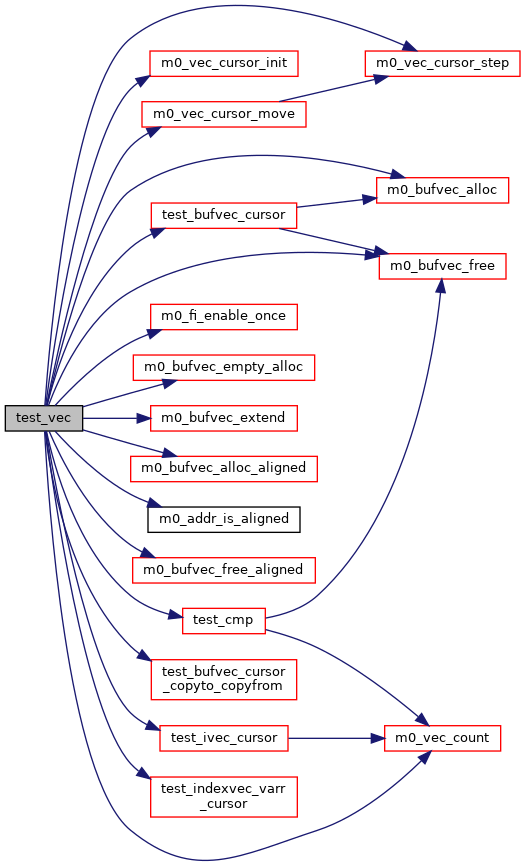 m0_vec_cursor_init
m0_vec_cursor_step
m0_vec_cursor_move
m0_bufvec_alloc
test_bufvec_cursor
m0_bufvec_free
m0_fi_enable_once
m0_bufvec_empty_alloc
test_vec
m0_bufvec_extend
m0_bufvec_alloc_aligned
m0_addr_is_aligned
m0_bufvec_free_aligned
test_cmp
test_bufvec_cursor
_copyto_copyfrom
test_ivec_cursor
m0_vec_count
test_indexvec_varr
_cursor